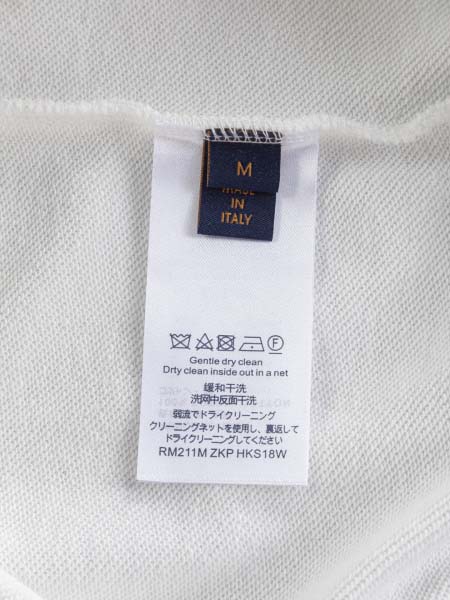 M
MADE
IN
ITALY
Gentle dry clean
Drty clean inside out in a net
缓和干洗
洗网中反面干洗
弱流でドライクリーニング
クリーニングネットを使用し、裏返して
ドライクリーニングしてください
RM211M ZKP HKS18W